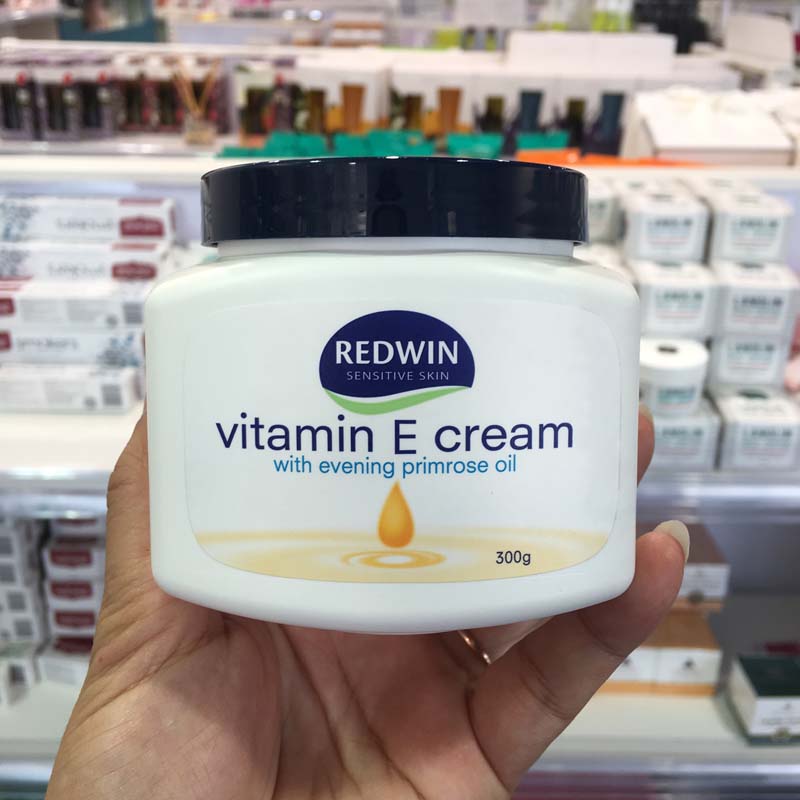 REDWIN
SENSITIVE SKIN
vitamin E cream
with evening primrose oil
300g